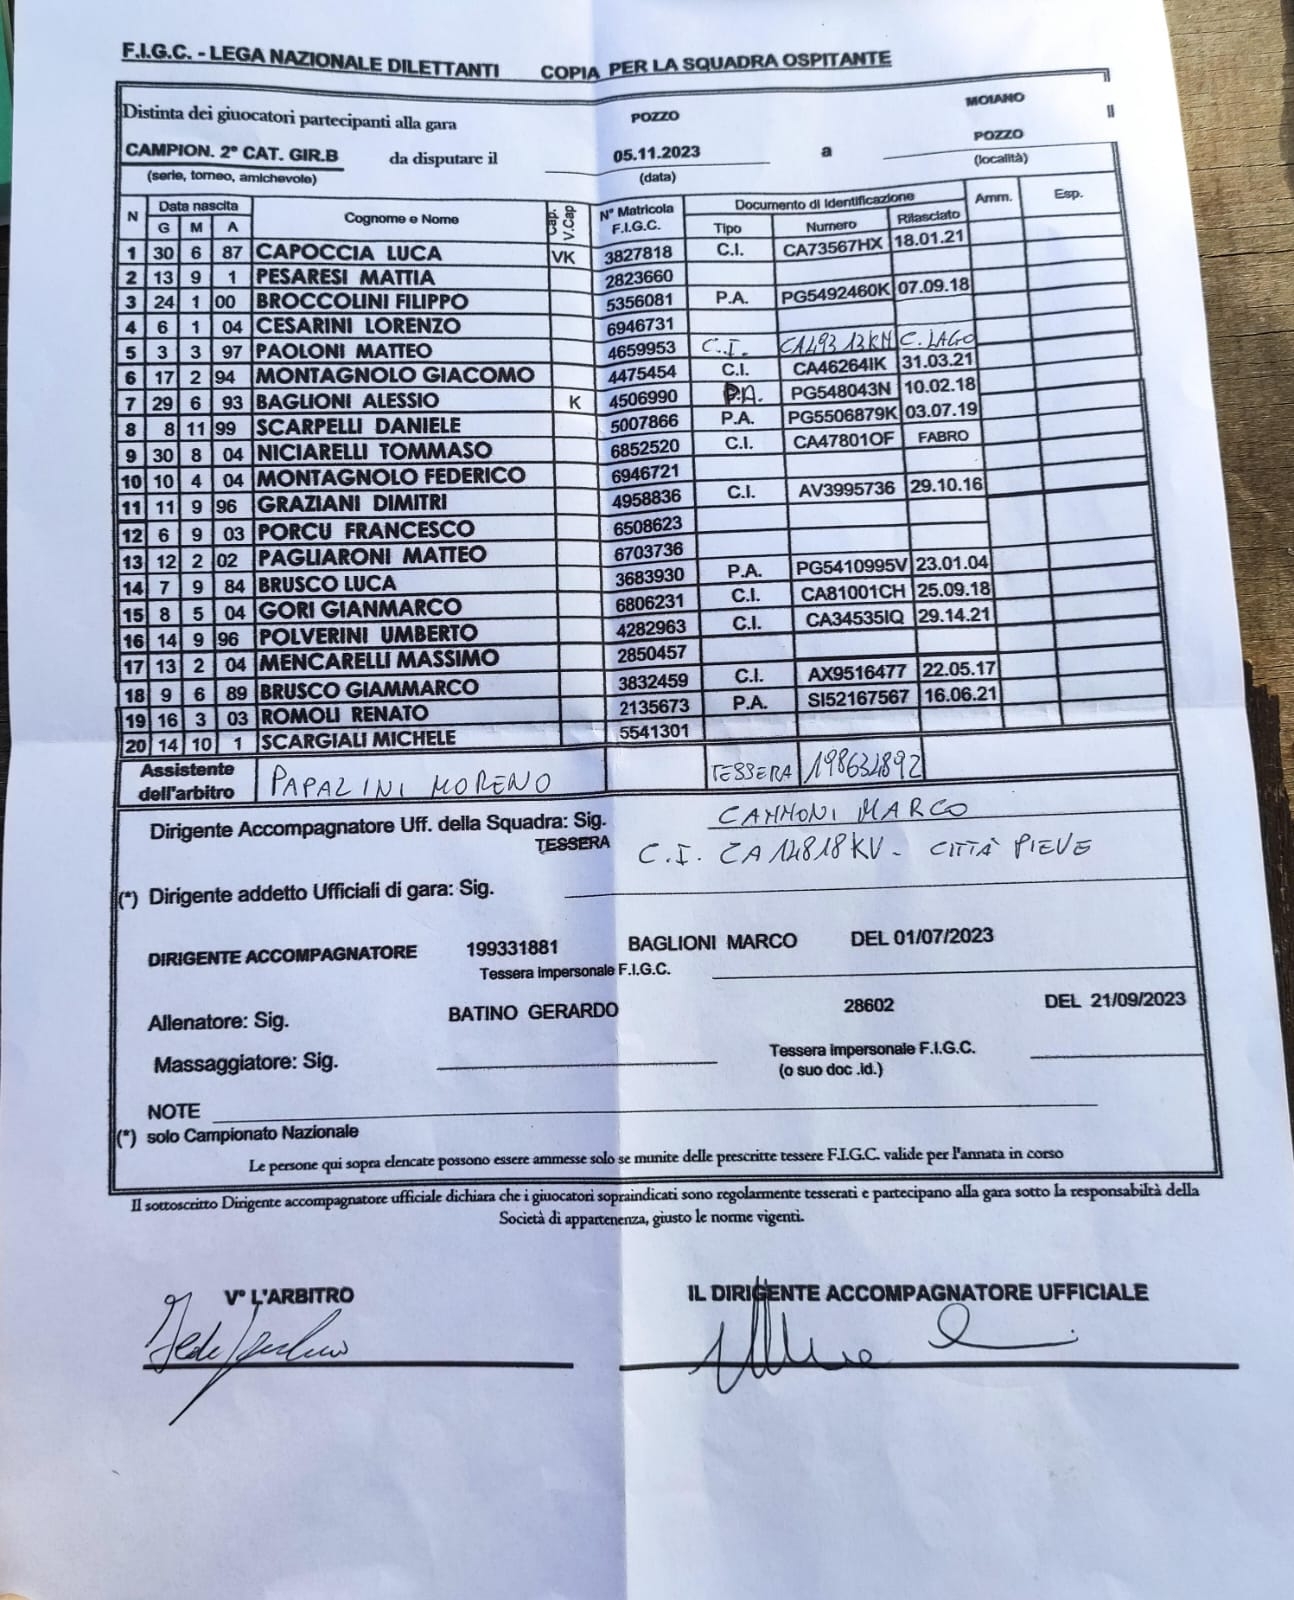 F.I.G.C. - LEGA NAZIONALE DILETTANTI COPIA PER LA SQUADRA OSPITANTE
Distinta dei giuocatori partecipanti alla gara POZZO MOIANO
CAMPION. 2° CAT. GIR.B da disputare il 05.11.2023 a POZZO
(serie, torneo, amichevole) (data) (località)
N Data nascita Cognome e Nome Cap. V.Cap N° Matricola F.I.G.C. Documento di Identificazione Amm. Esp.
G M A Tipo Numero Rilasciato
1 30 6 87 CAPOCCIA LUCA VK 3827818 C.I. CA73567HX 18.01.21
2 13 9 1 PESARESI MATTIA 2823660
3 24 1 00 BROCCOLINI FILIPPO 5356081 P.A. PG5492460K 07.09.18
4 6 1 04 CESARINI LORENZO 6946731
5 3 3 97 PAOLONI MATTEO 4659953 C.I. CA49312KN C. LAGO
6 17 2 94 MONTAGNOLO GIACOMO 4475454 C.I. CA46264IK 31.03.21
7 29 6 93 BAGLIONI ALESSIO K 4506990 P.A. PG548043N 10.02.18
8 8 11 99 SCARPELLI DANIELE 5007866 P.A. PG5506879K 03.07.19
9 30 8 04 NICIARELLI TOMMASO 6852520 C.I. CA47801OF FABRO
10 10 4 04 MONTAGNOLO FEDERICO 6946721
11 11 9 96 GRAZIANI DIMITRI 4958836 C.I. AV3995736 29.10.16
12 6 9 03 PORCU FRANCESCO 6508623
13 12 2 02 PAGLIARONI MATTEO 6703736
14 7 9 84 BRUSCO LUCA 3683930 P.A. PG5410995V 23.01.04
15 8 5 04 GORI GIANMARCO 6806231 C.I. CA81001CH 25.09.18
16 14 9 96 POLVERINI UMBERTO 4282963 C.I. CA34535IQ 29.14.21
17 13 2 04 MENCARELLI MASSIMO 2850457
18 9 6 89 BRUSCO GIAMMARCO 3832459 C.I. AX9516477 22.05.17
19 16 3 03 ROMOLI RENATO 2135673 P.A. SI52167567 16.06.21
20 14 10 1 SCARGIALI MICHELE 5541301
Assistente dell'arbitro PAPALINI MORENO TESSERA 198634892
Dirigente Accompagnatore Uff. della Squadra: Sig. CAMMONI MARCO
TESSERA C.I. CA14818KV - CITTÀ PIEVE
(*) Dirigente addetto Ufficiali di gara: Sig.
DIRIGENTE ACCOMPAGNATORE 199331881 BAGLIONI MARCO DEL 01/07/2023
Tessera impersonale F.I.G.C.
Allenatore: Sig. BATINO GERARDO 28602 DEL 21/09/2023
Massaggiatore: Sig. Tessera impersonale F.I.G.C.
(o suo doc .id.)
NOTE
(*) solo Campionato Nazionale
Le persone qui sopra elencate possono essere ammesse solo se munite delle prescritte tessere F.I.G.C. valide per l'annata in corso
Il sottoscritto Dirigente accompagnatore ufficiale dichiara che i giuocatori sopraindicati sono regolarmente tesserati e partecipano alla gara sotto la responsabiltà della
Società di appartenenza, giusto le norme vigenti.
V° L'ARBITRO IL DIRIGENTE ACCOMPAGNATORE UFFICIALE